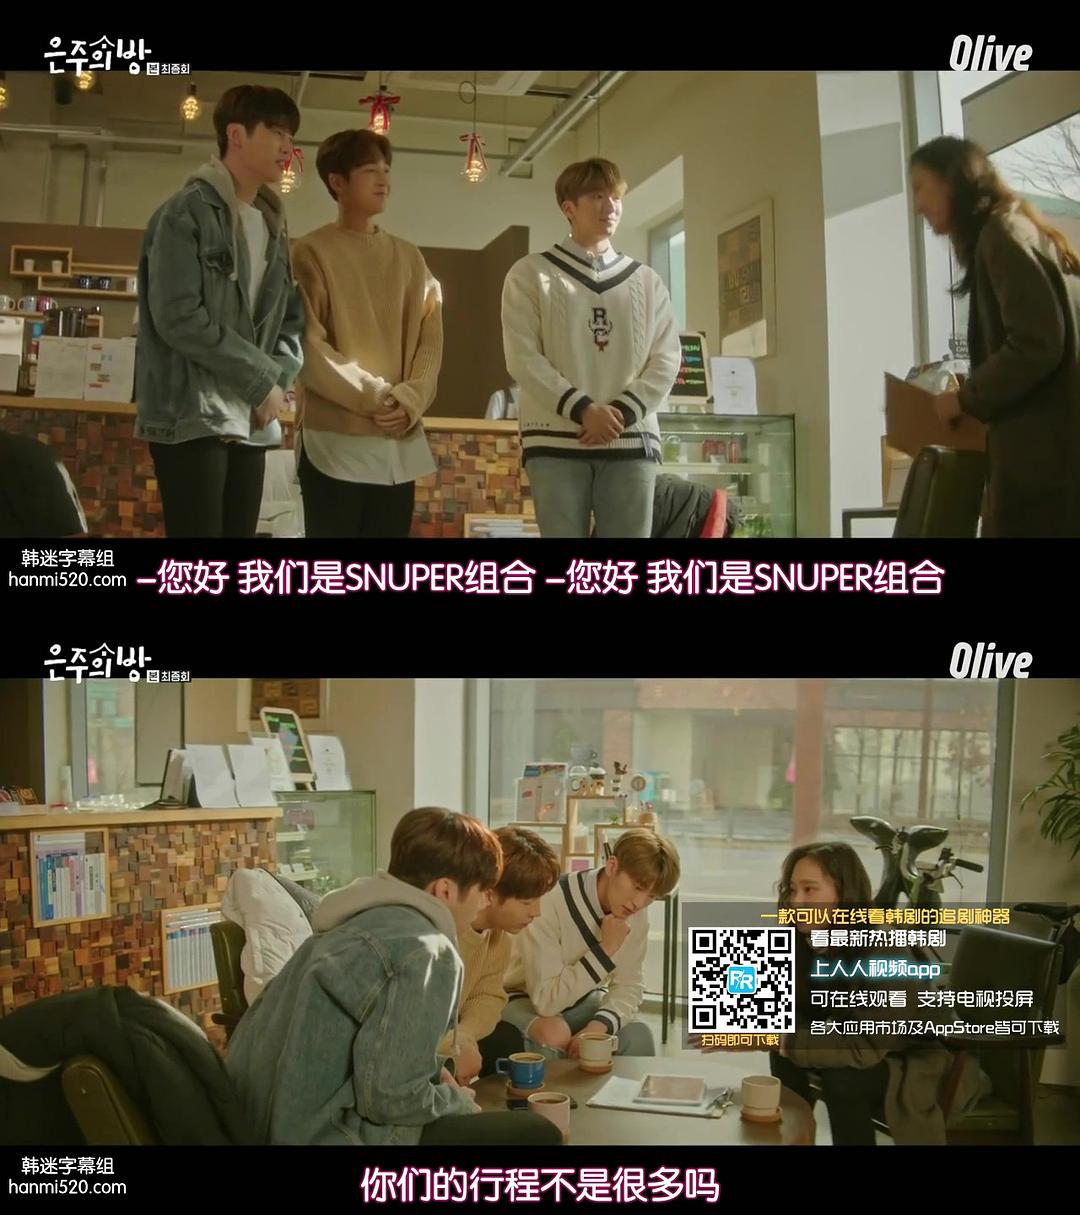 은주의방
본 최종회
Olive
韩迷字幕组
hanmi520.com
–您好 我们是SNUPER组合 –您好 我们是SNUPER组合
은주의방
본 최종회
Olive
一款可以在线看韩剧的追剧神器
看最新热播韩剧
上人人视频app
可在线观看 支持电视投屏
各大应用市场及AppStore皆可下载
RR
扫码即可下载
韩迷字幕组
hanmi520.com
你们的行程不是很多吗